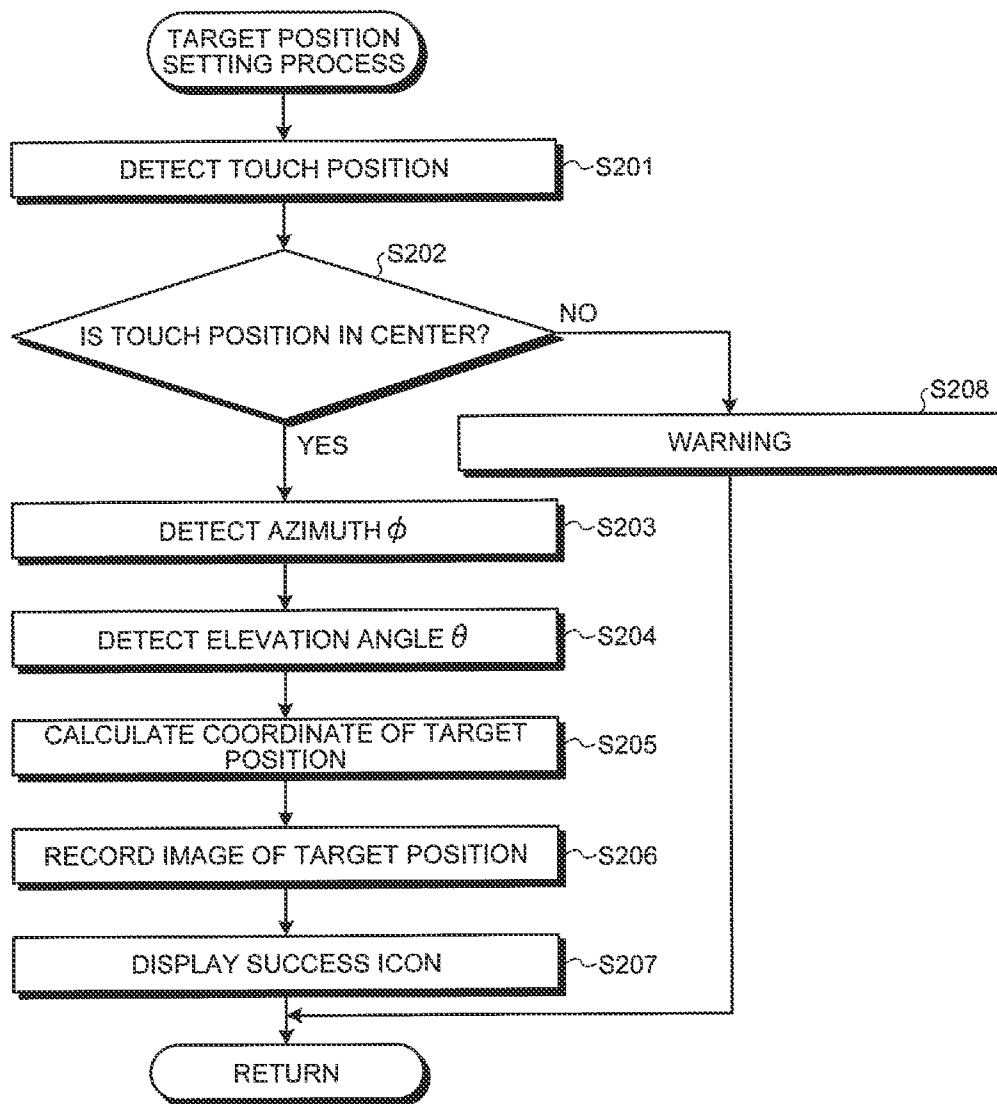 TARGET POSITION
SETTING PROCESS
DETECT TOUCH POSITION
S201
S202
IS TOUCH POSITION IN CENTER?
NO
S208
WARNING
YES
DETECT AZIMUTH ϕ
S203
DETECT ELEVATION ANGLE θ
S204
CALCULATE COORDINATE OF TARGET
POSITION
S205
RECORD IMAGE OF TARGET POSITION
S206
DISPLAY SUCCESS ICON
S207
RETURN